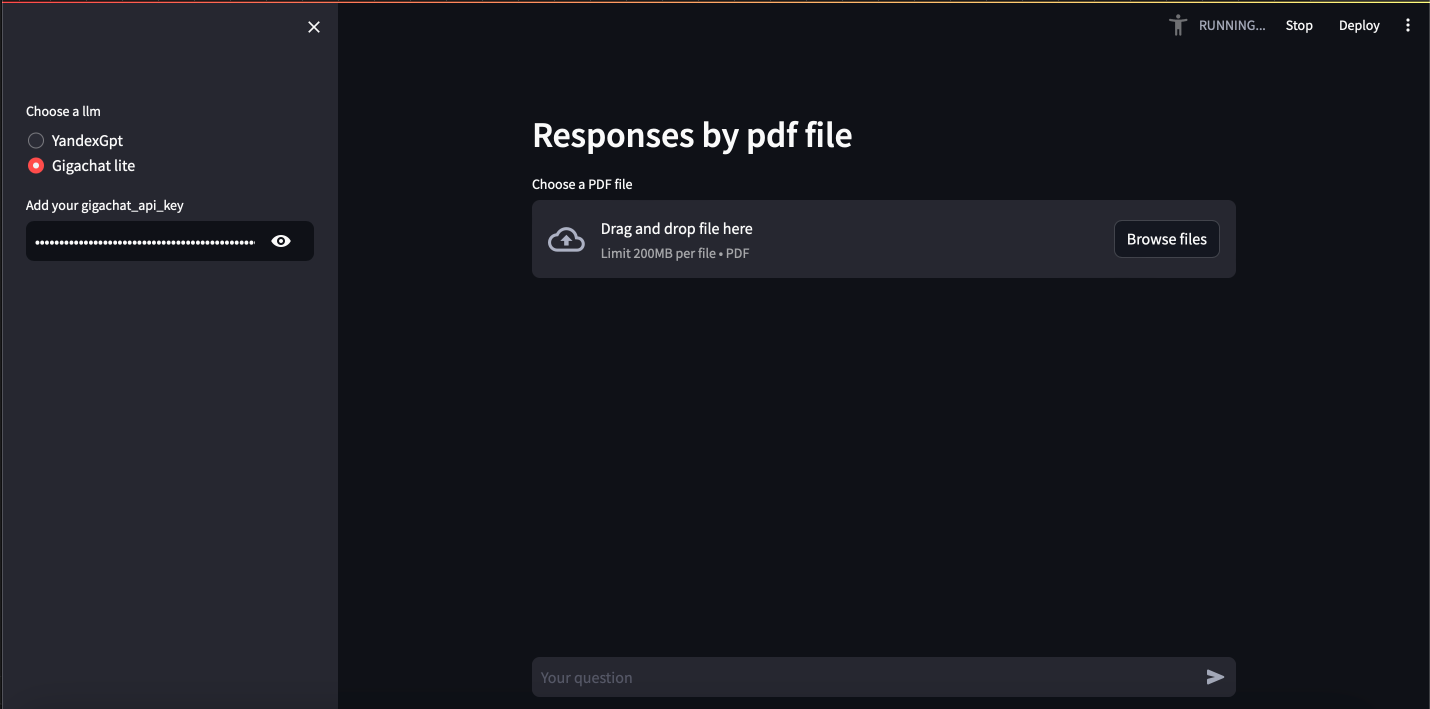 RUNNING...
Stop
Deploy
Choose a llm
YandexGpt
Gigachat lite
Add your gigachat_api_key
••••••••••••••••••••••••••••••••••••••••••••••
Responses by pdf file
Choose a PDF file
Drag and drop file here
Limit 200MB per file • PDF
Browse files
Your question